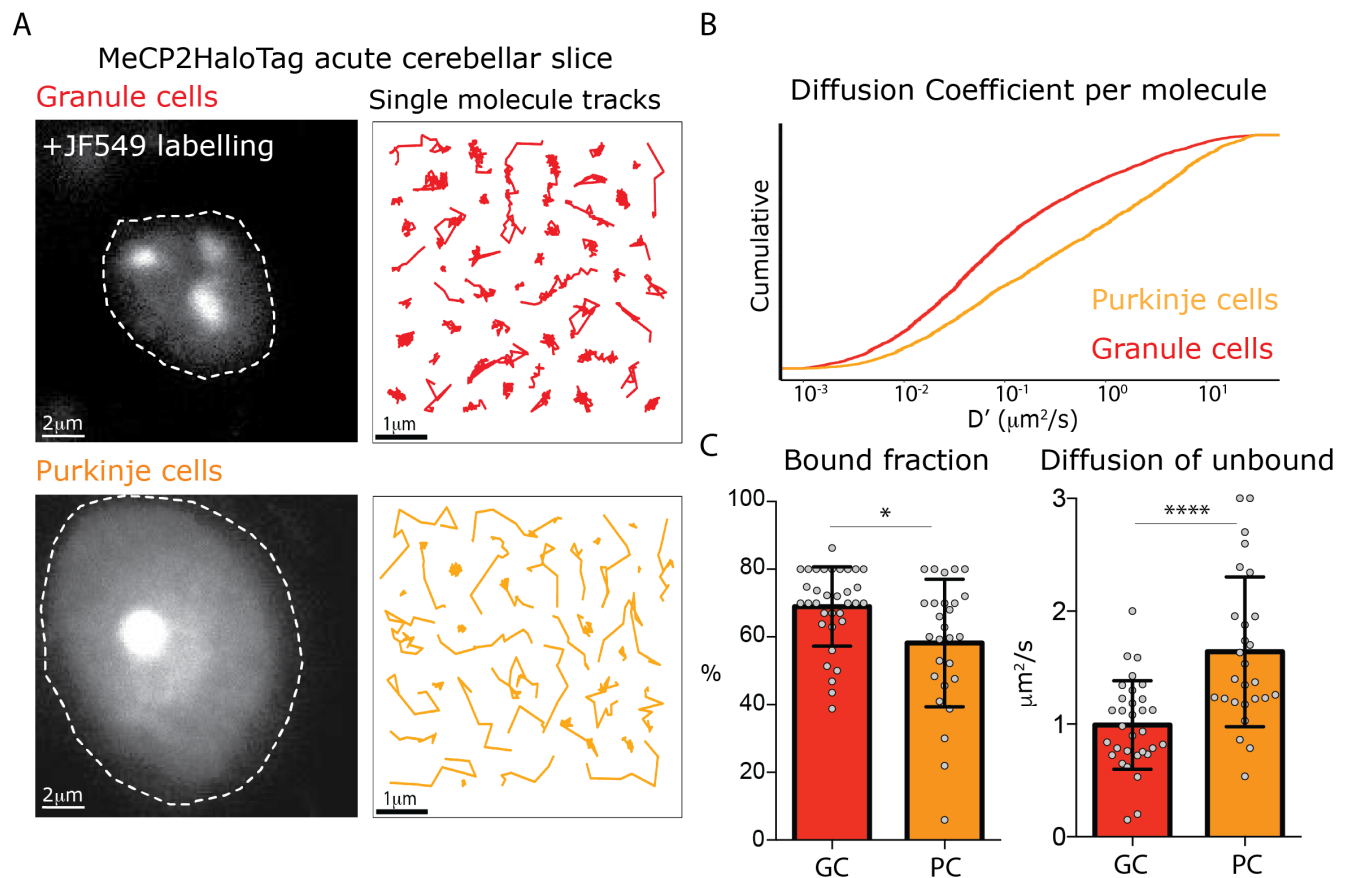 A
MeCP2HaloTag acute cerebellar slice
Granule cells
Single molecule tracks
+JF549 labelling
2μm
1μm
Purkinje cells
2μm
1μm
B
Diffusion Coefficient per molecule
Cumulative
Purkinje cells
Granule cells
10⁻³ 10⁻² 10⁻¹ 10⁰ 10¹
D′ (μm²/s)
C
Bound fraction
100
80
60
40
20
0
%
*
GC PC
Diffusion of unbound
3
2
1
0
μm²/s
****
GC PC